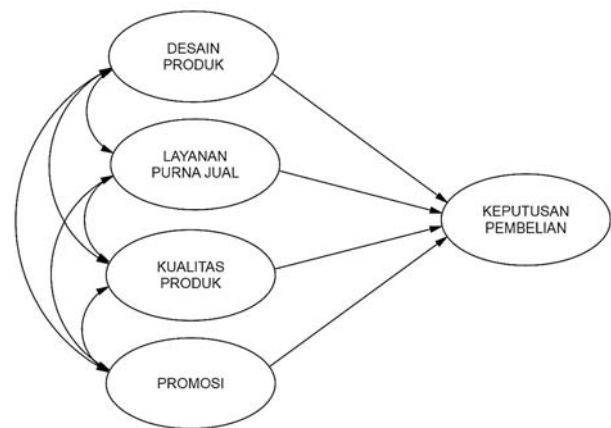 DESAIN
PRODUK
LAYANAN
PURNA JUAL
KEPUTUSAN
PEMBELIAN
KUALITAS
PRODUK
PROMOSI